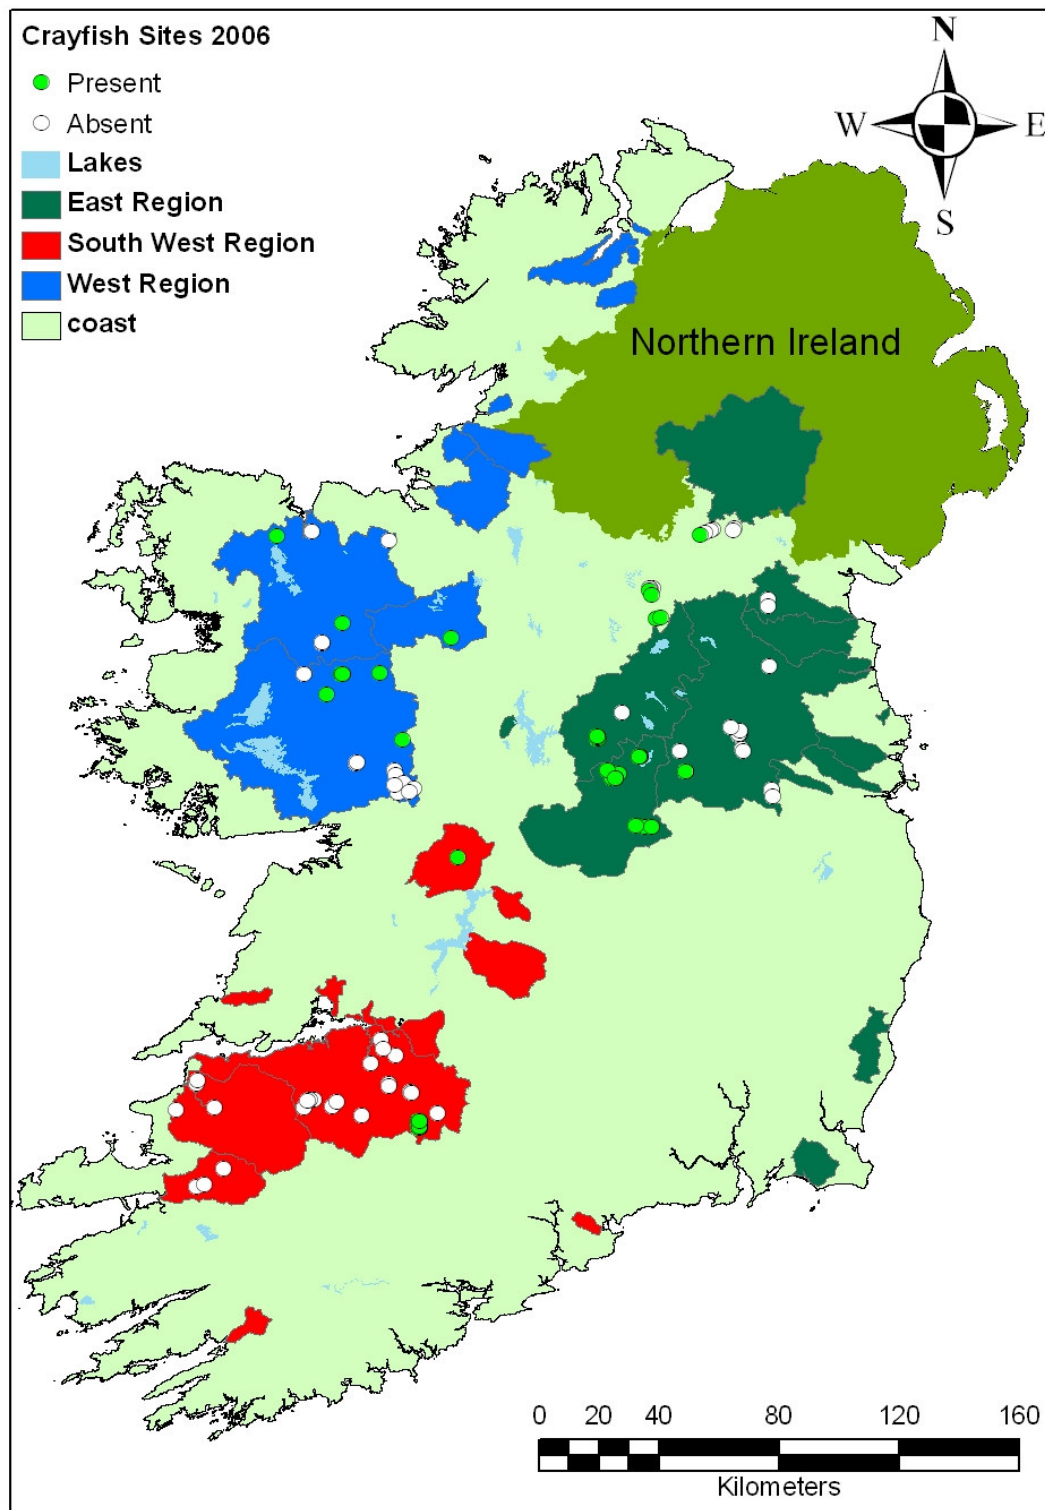 Crayfish Sites 2006
Present
Absent
Lakes
East Region
South West Region
West Region
coast
N
W E
S
Northern Ireland
0 20 40 80 120 160
Kilometers